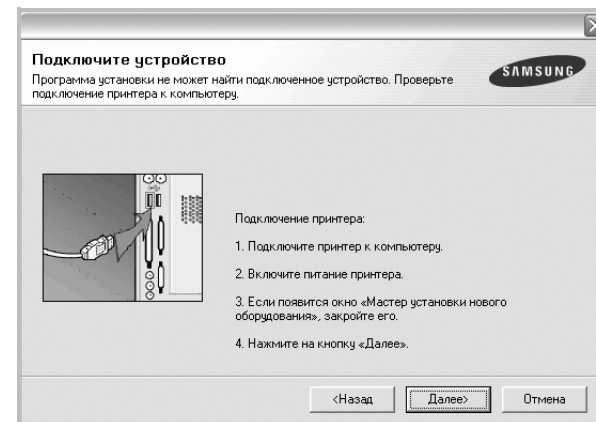 Подключите устройство
Программа установки не может найти подключенное устройство. Проверьте
подключение принтера к компьютеру.
SAMSUNG
Подключение принтера:
1. Подключите принтер к компьютеру.
2. Включите питание принтера.
3. Если появится окно «Мастер установки нового
оборудования», закройте его.
4. Нажмите на кнопку «Далее».
<Назад
Далее>
Отмена